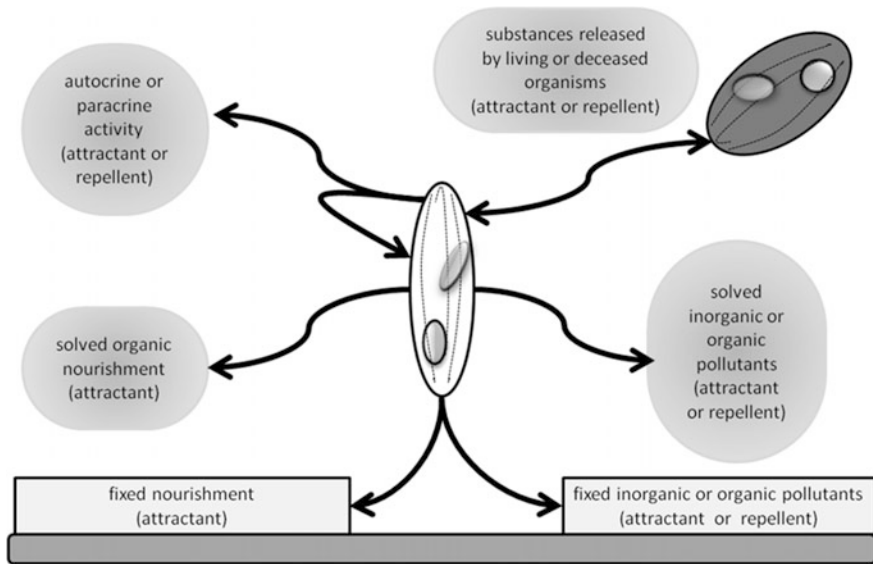 substances released
by living or deceased
organisms
(attractant or repellent)
autocrine or
paracrine
activity
(attractant or
repellent)
solved organic
nourishment
(attractant)
solved
inorganic or
organic
pollutants
(attractant
or repellent)
fixed nourishment
(attractant)
fixed inorganic or organic pollutants
(attractant or repellent)